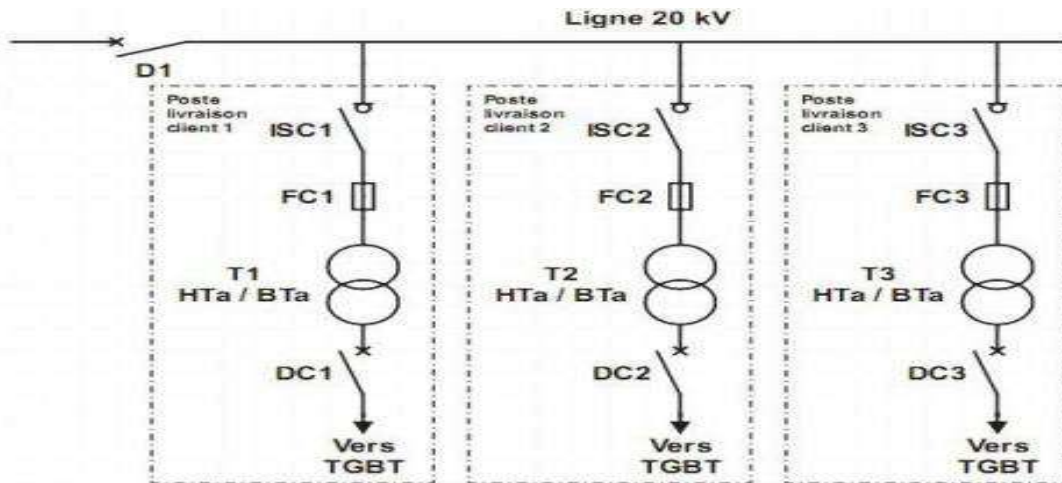 Ligne 20 kV
D1
Poste
livraison
client 1
ISC1
FC1
T1
HTa / BTa
DC1
Vers
TGBT
Poste
livraison
client 2
ISC2
FC2
T2
HTa / BTa
DC2
Vers
TGBT
Poste
livraison
client 3
ISC3
FC3
T3
HTa / BTa
DC3
Vers
TGBT